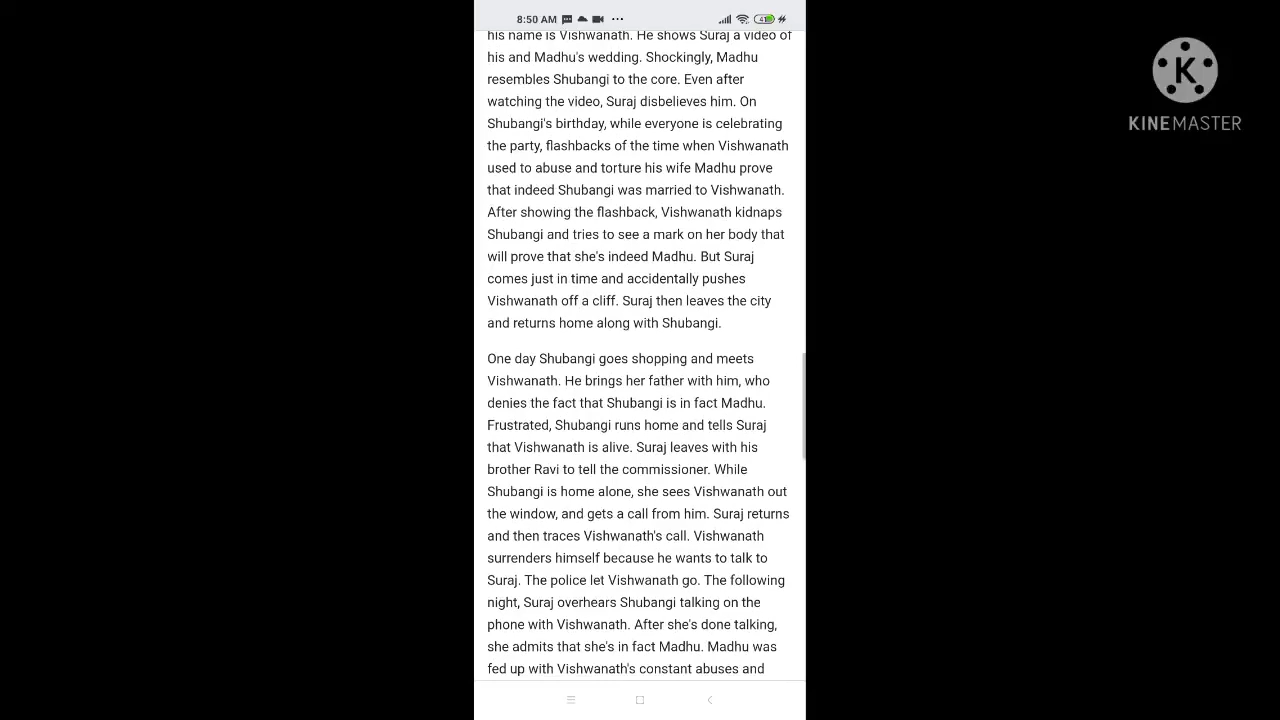 8:50 AM
41
his name is Vishwanath. He shows Suraj a video of
his and Madhu's wedding. Shockingly, Madhu
resembles Shubangi to the core. Even after
watching the video, Suraj disbelieves him. On
Shubangi's birthday, while everyone is celebrating
the party, flashbacks of the time when Vishwanath
used to abuse and torture his wife Madhu prove
that indeed Shubangi was married to Vishwanath.
After showing the flashback, Vishwanath kidnaps
Shubangi and tries to see a mark on her body that
will prove that she's indeed Madhu. But Suraj
comes just in time and accidentally pushes
Vishwanath off a cliff. Suraj then leaves the city
and returns home along with Shubangi.
One day Shubangi goes shopping and meets
Vishwanath. He brings her father with him, who
denies the fact that Shubangi is in fact Madhu.
Frustrated, Shubangi runs home and tells Suraj
that Vishwanath is alive. Suraj leaves with his
brother Ravi to tell the commissioner. While
Shubangi is home alone, she sees Vishwanath out
the window, and gets a call from him. Suraj returns
and then traces Vishwanath's call. Vishwanath
surrenders himself because he wants to talk to
Suraj. The police let Vishwanath go. The following
night, Suraj overhears Shubangi talking on the
phone with Vishwanath. After she's done talking,
she admits that she's in fact Madhu. Madhu was
fed up with Vishwanath's constant abuses and
K
KINEMASTER